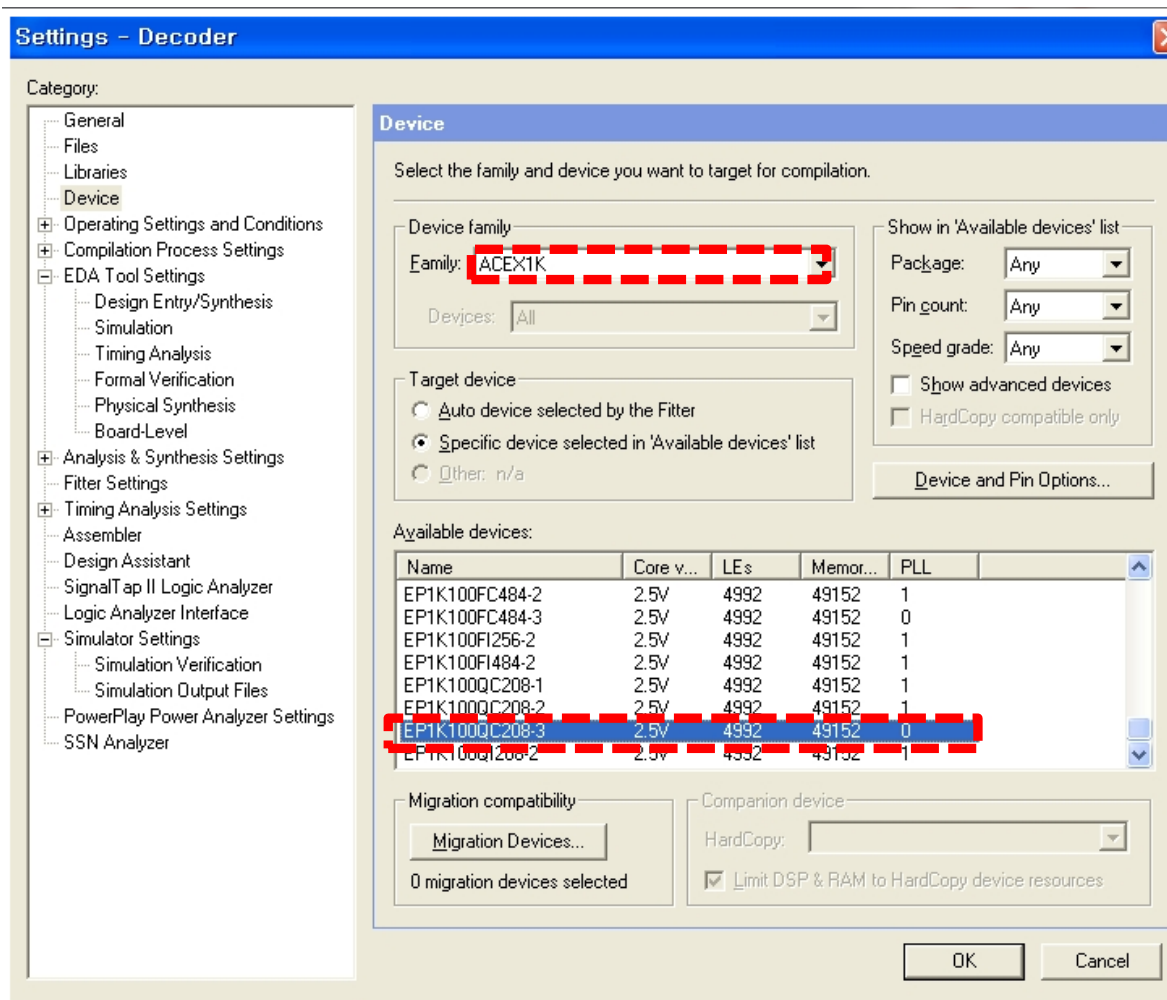 Settings - Decoder
Category:
General
Files
Libraries
Device
Operating Settings and Conditions
Compilation Process Settings
EDA Tool Settings
Design Entry/Synthesis
Simulation
Timing Analysis
Formal Verification
Physical Synthesis
Board-Level
Analysis & Synthesis Settings
Fitter Settings
Timing Analysis Settings
Assembler
Design Assistant
SignalTap II Logic Analyzer
Logic Analyzer Interface
Simulator Settings
Simulation Verification
Simulation Output Files
PowerPlay Power Analyzer Settings
SSN Analyzer
Device
Select the family and device you want to target for compilation.
Device family
Family: ACEX1K
Devices: All
Target device
Auto device selected by the Fitter
Specific device selected in 'Available devices' list
Other: n/a
Show in 'Available devices' list
Package: Any
Pin count: Any
Speed grade: Any
Show advanced devices
HardCopy compatible only
Device and Pin Options...
Available devices:
Name Core v... LEs Memor... PLL
EP1K100FC484-2 2.5V 4992 49152 1
EP1K100FC484-3 2.5V 4992 49152 0
EP1K100FI256-2 2.5V 4992 49152 1
EP1K100FI484-2 2.5V 4992 49152 1
EP1K100QC208-1 2.5V 4992 49152 1
EP1K100QC208-2 2.5V 4992 49152 1
EP1K100QC208-3 2.5V 4992 49152 0
EP1K100QI208-2 2.5V 4992 49152 1
Migration compatibility
Migration Devices...
0 migration devices selected
Companion device
HardCopy:
Limit DSP & RAM to HardCopy device resources
OK Cancel